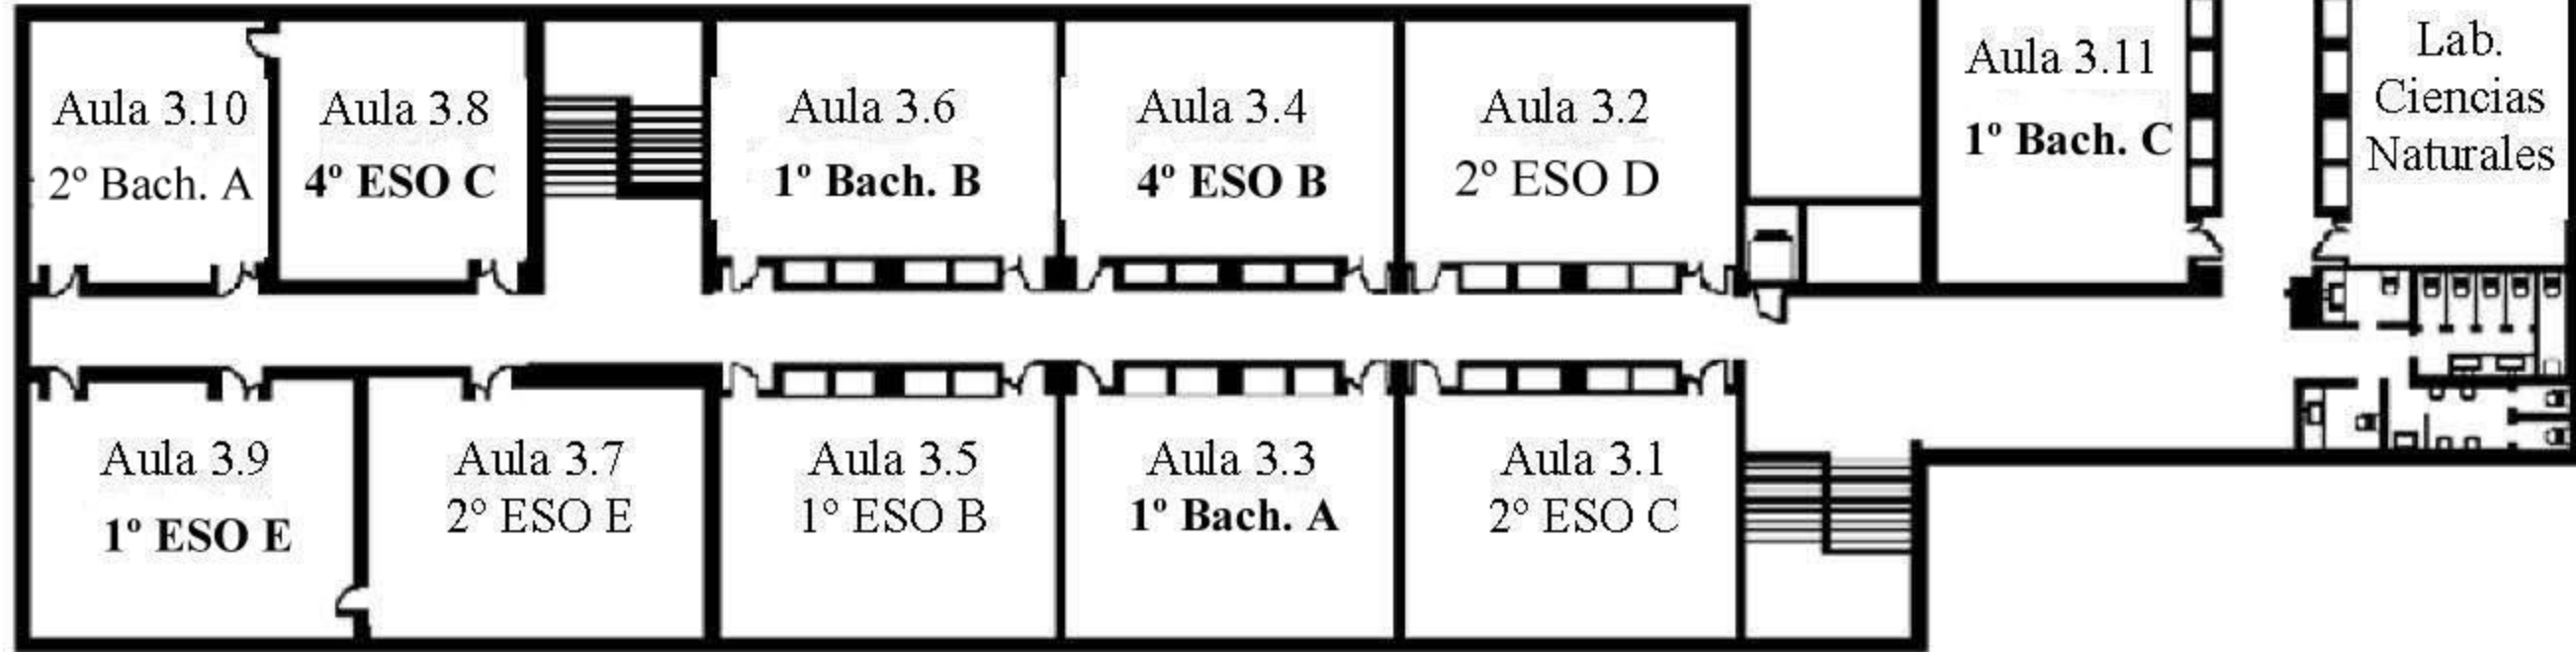 Aula 3.10
2º Bach. A
Aula 3.8
4º ESO C
Aula 3.6
1º Bach. B
Aula 3.4
4º ESO B
Aula 3.2
2º ESO D
Aula 3.11
1º Bach. C
Lab.
Ciencias
Naturales
Aula 3.9
1º ESO E
Aula 3.7
2º ESO E
Aula 3.5
1º ESO B
Aula 3.3
1º Bach. A
Aula 3.1
2º ESO C